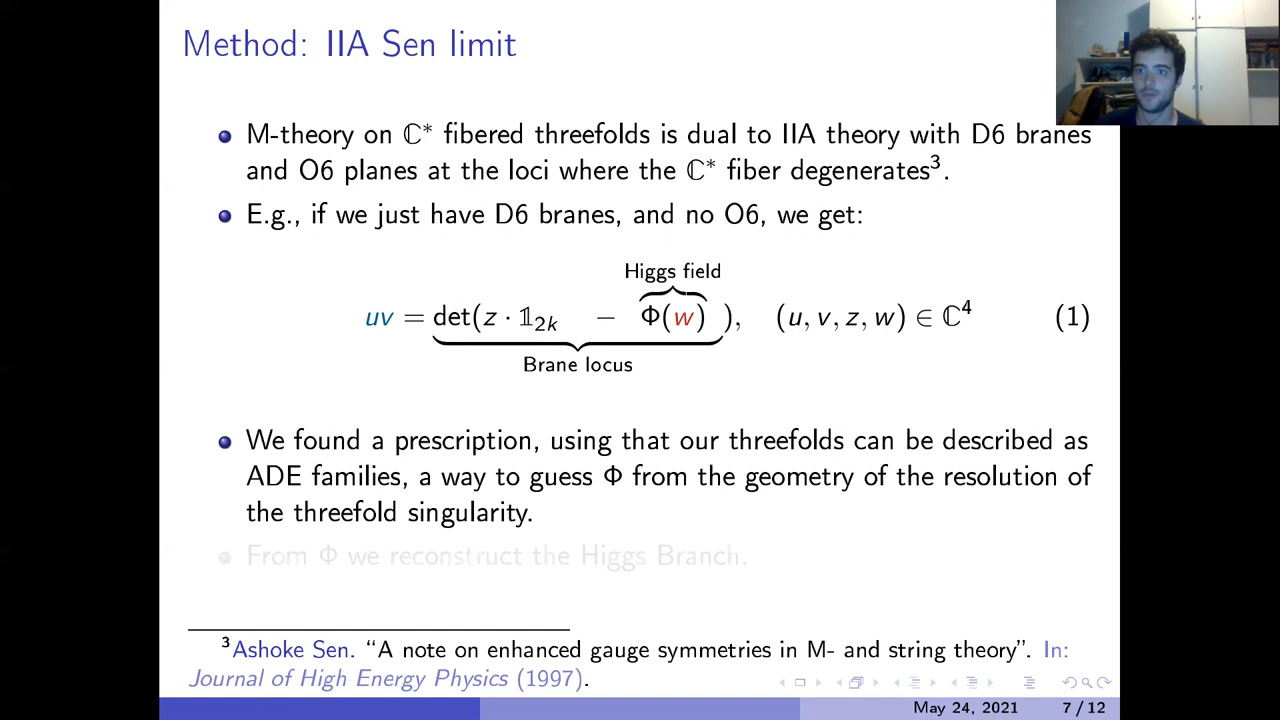 Method: IIA Sen limit
M-theory on ℂ* fibered threefolds is dual to IIA theory with D6 branes
and O6 planes at the loci where the ℂ* fiber degenerates³.
E.g., if we just have D6 branes, and no O6, we get:
Higgs field
uv = det(z · 𝟙₂ₖ − Φ(w) ), (u, v, z, w) ∈ ℂ⁴ (1)
Brane locus
We found a prescription, using that our threefolds can be described as
ADE families, a way to guess Φ from the geometry of the resolution of
the threefold singularity.
From Φ we reconstruct the Higgs Branch.
³Ashoke Sen. “A note on enhanced gauge symmetries in M- and string theory”. In:
Journal of High Energy Physics (1997).
May 24, 2021 7 / 12